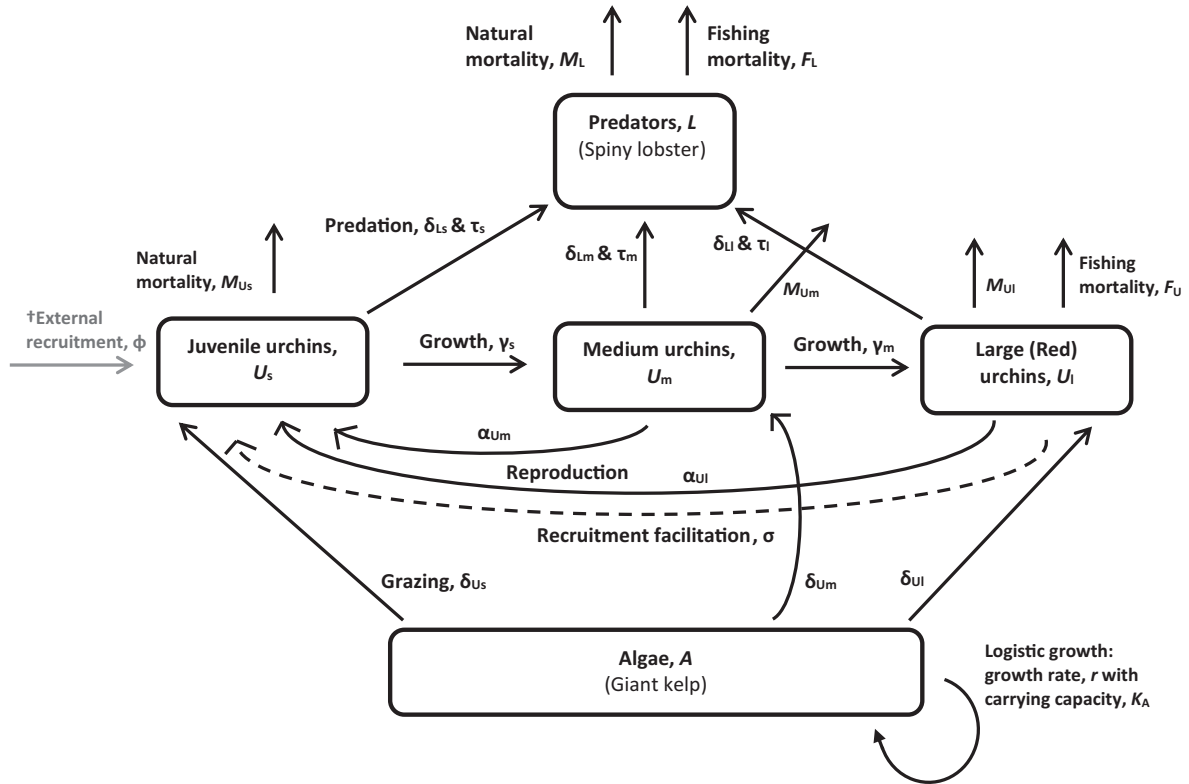 Natural
mortality, ML
Fishing
mortality, FL
Predators, L
(Spiny lobster)
Predation, δLs & τs
δLm & τm
δLl & τl
Natural
mortality, MUs
MUm
MUl
Fishing
mortality, FU
†External
recruitment, ϕ
Juvenile urchins,
Us
Growth, γs
Medium urchins,
Um
Growth, γm
Large (Red)
urchins, Ul
αUm
Reproduction
αUl
Recruitment facilitation, σ
Grazing, δUs
δUm
δUl
Algae, A
(Giant kelp)
Logistic growth:
growth rate, r with
carrying capacity, KA